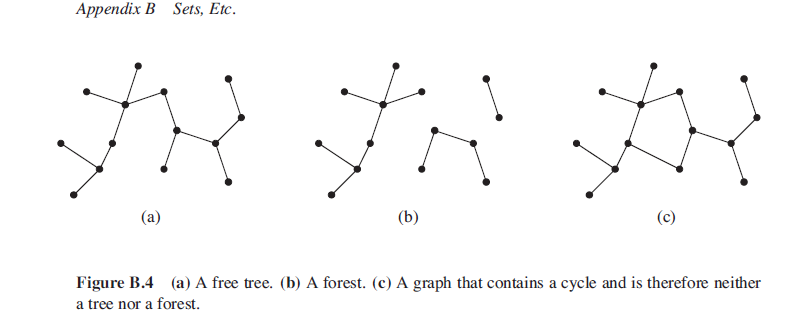 Appendix B Sets, Etc.
(a)
(b)
(c)
Figure B.4 (a) A free tree. (b) A forest. (c) A graph that contains a cycle and is therefore neither
a tree nor a forest.